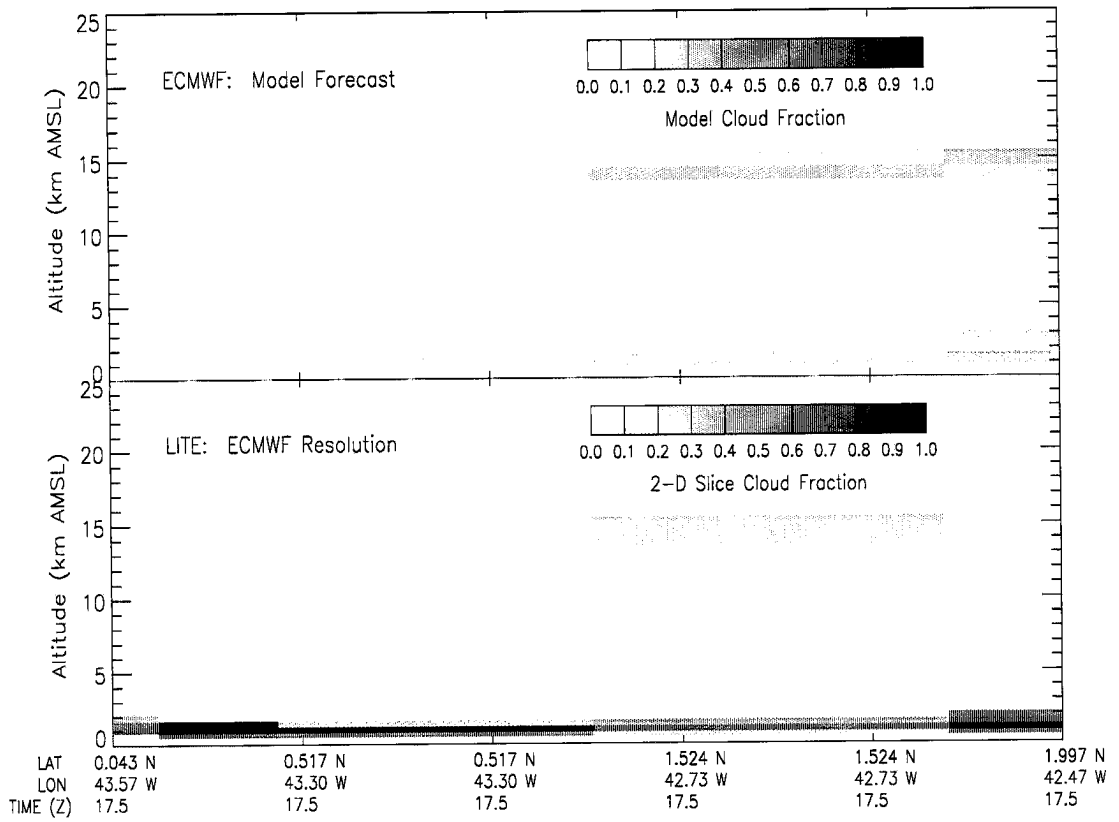 25
20
15
10
5
0
Altitude (km AMSL)
ECMWF: Model Forecast
0.0 0.1 0.2 0.3 0.4 0.5 0.6 0.7 0.8 0.9 1.0
Model Cloud Fraction
25
20
15
10
5
0
Altitude (km AMSL)
LITE: ECMWF Resolution
0.0 0.1 0.2 0.3 0.4 0.5 0.6 0.7 0.8 0.9 1.0
2-D Slice Cloud Fraction
LAT 0.043 N 0.517 N 0.517 N 1.524 N 1.524 N 1.997 N
LON 43.57 W 43.30 W 43.30 W 42.73 W 42.73 W 42.47 W
TIME (Z) 17.5 17.5 17.5 17.5 17.5 17.5